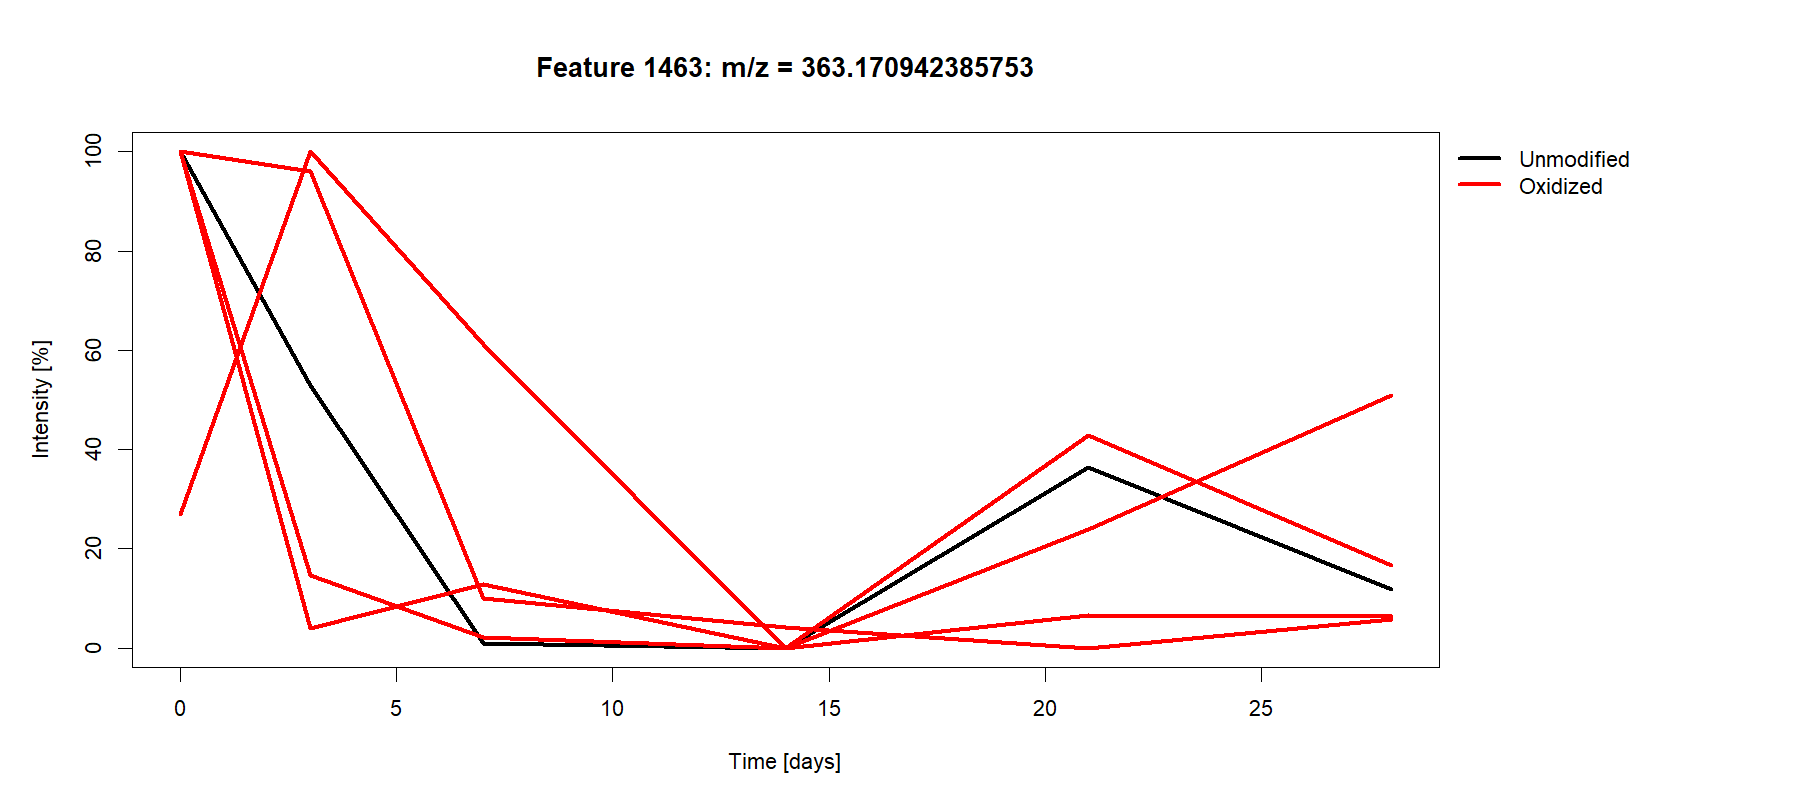 Feature 1463: m/z = 363.170942385753
Unmodified
Oxidized
Intensity [%]
100
80
60
40
20
0
0 5 10 15 20 25
Time [days]